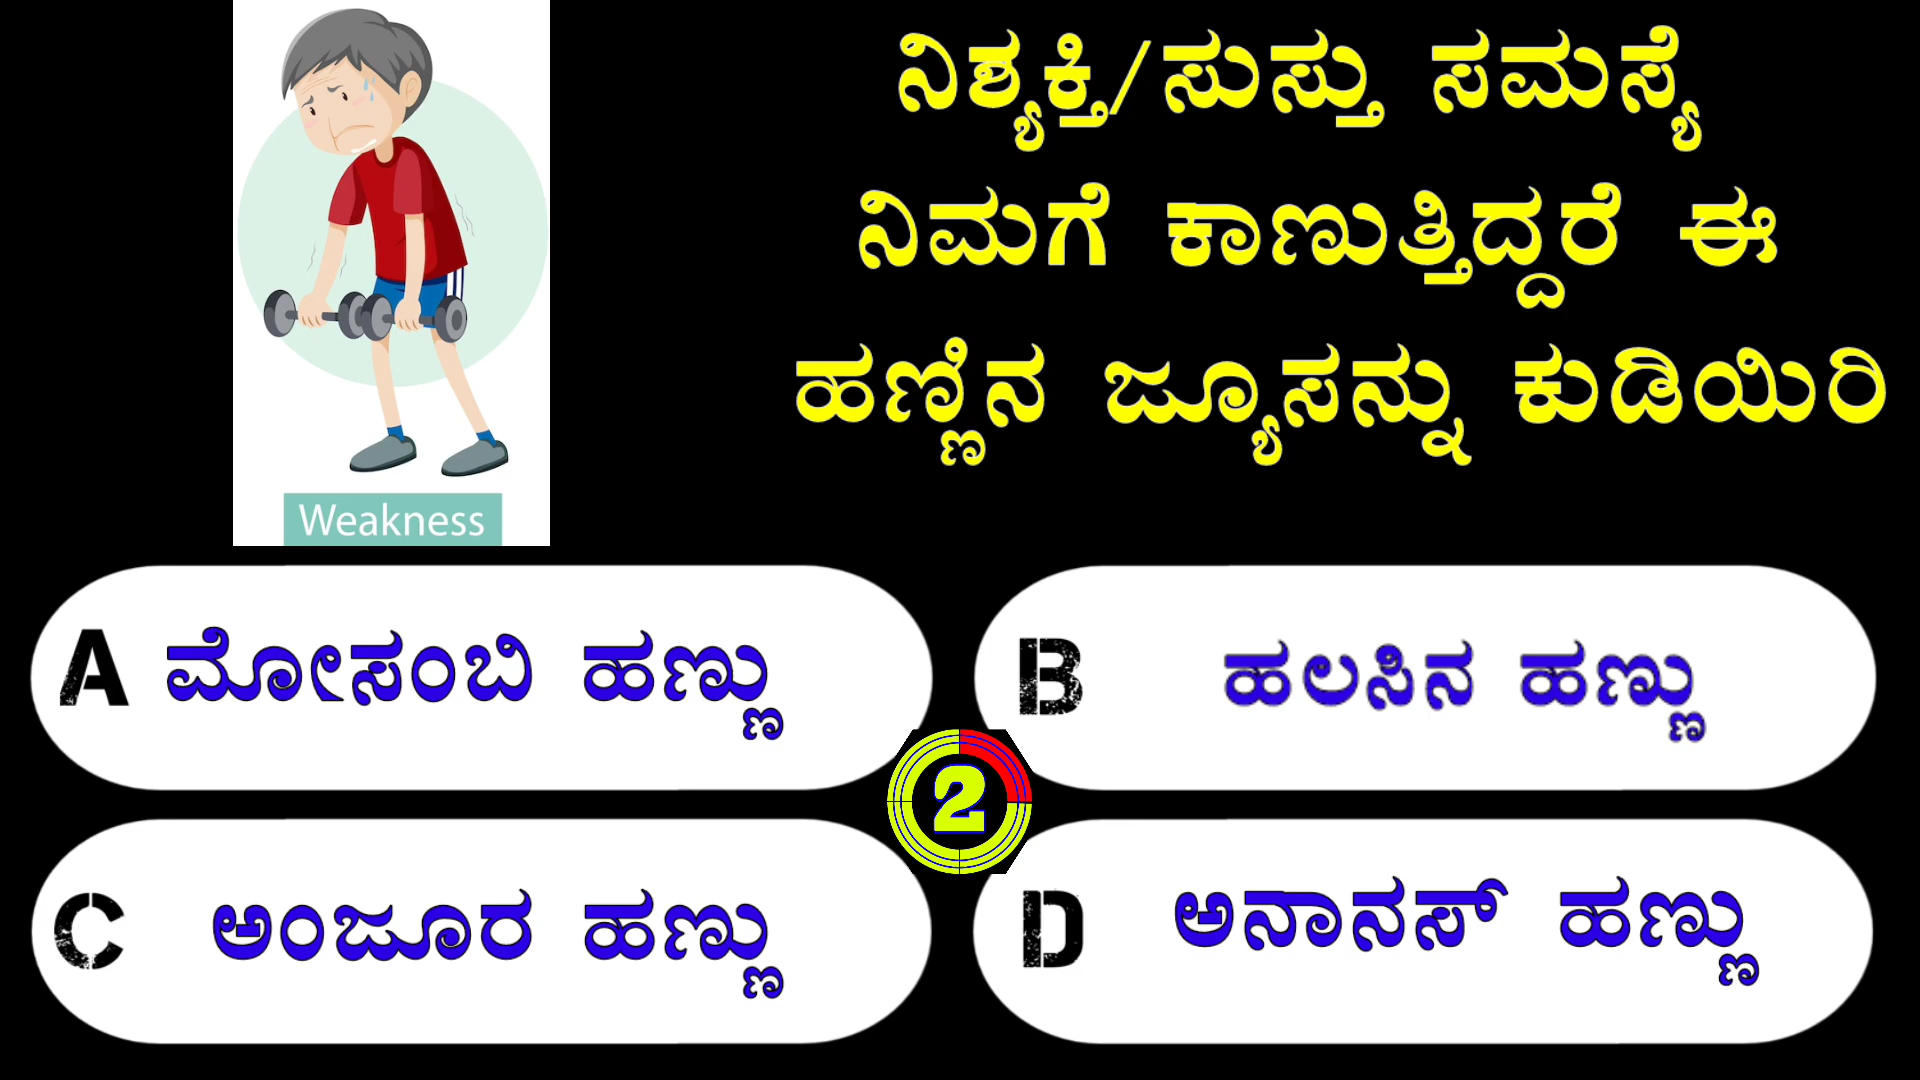 ನಿಶ್ಯಕ್ತಿ/ಸುಸ್ತು ಸಮಸ್ಯೆ
ನಿಮಗೆ ಕಾಣುತ್ತಿದ್ದರೆ ಈ
ಹಣ್ಣಿನ ಜ್ಯೂಸನ್ನು ಕುಡಿಯಿರಿ
Weakness
A ಮೋಸಂಬಿ ಹಣ್ಣು
B ಹಲಸಿನ ಹಣ್ಣು
2
C ಅಂಜೂರ ಹಣ್ಣು
D ಅನಾನಸ್ ಹಣ್ಣು